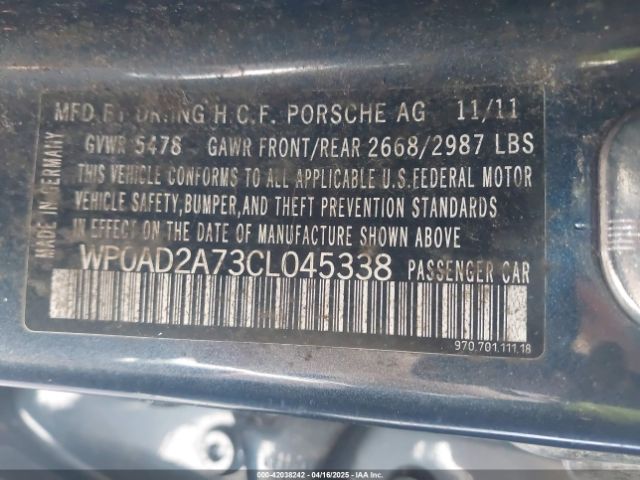 MFD BY DR.ING H.C.F. PORSCHE AG 11/11
GVWR 5478 GAWR FRONT/REAR 2668/2987 LBS
THIS VEHICLE CONFORMS TO ALL APPLICABLE U.S.FEDERAL MOTOR
VEHICLE SAFETY,BUMPER,AND THEFT PREVENTION STANDARDS
IN EFFECT ON THE DATE OF MANUFACTURE SHOWN ABOVE
WP0AD2A73CL045338 PASSENGER CAR
970.701.111.18
MADE IN GERMANY
000-42038242 - 04/16/2025 - IAAI Copyright